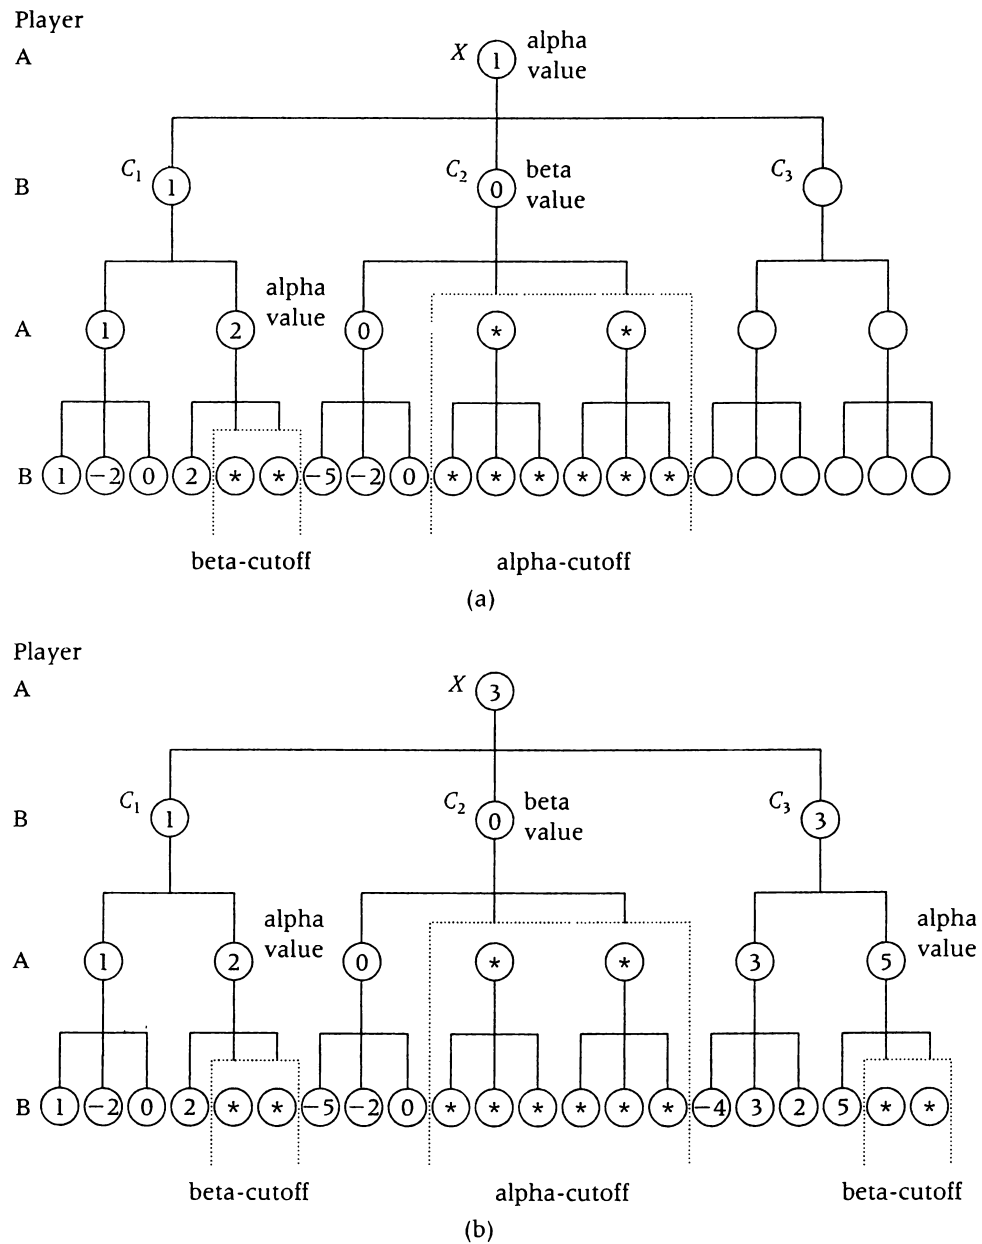 Player
A X 1 alpha
value
B C1 1 C2 0 beta
value C3
A 1 2 alpha
value 0 * *
B 1 −2 0 2 * * −5 −2 0 * * * * * *
beta-cutoff alpha-cutoff
(a)
Player
A X 3
B C1 1 C2 0 beta
value C3 3
A 1 2 alpha
value 0 * * 3 5 alpha
value
B 1 −2 0 2 * * −5 −2 0 * * * * * * −4 3 2 5 * *
beta-cutoff alpha-cutoff beta-cutoff
(b)